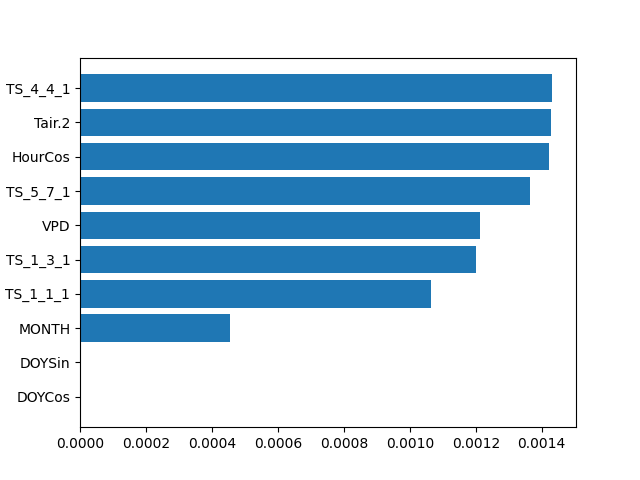 TS_4_4_1
Tair.2
HourCos
TS_5_7_1
VPD
TS_1_3_1
TS_1_1_1
MONTH
DOYSin
DOYCos
0.0000 0.0002 0.0004 0.0006 0.0008 0.0010 0.0012 0.0014